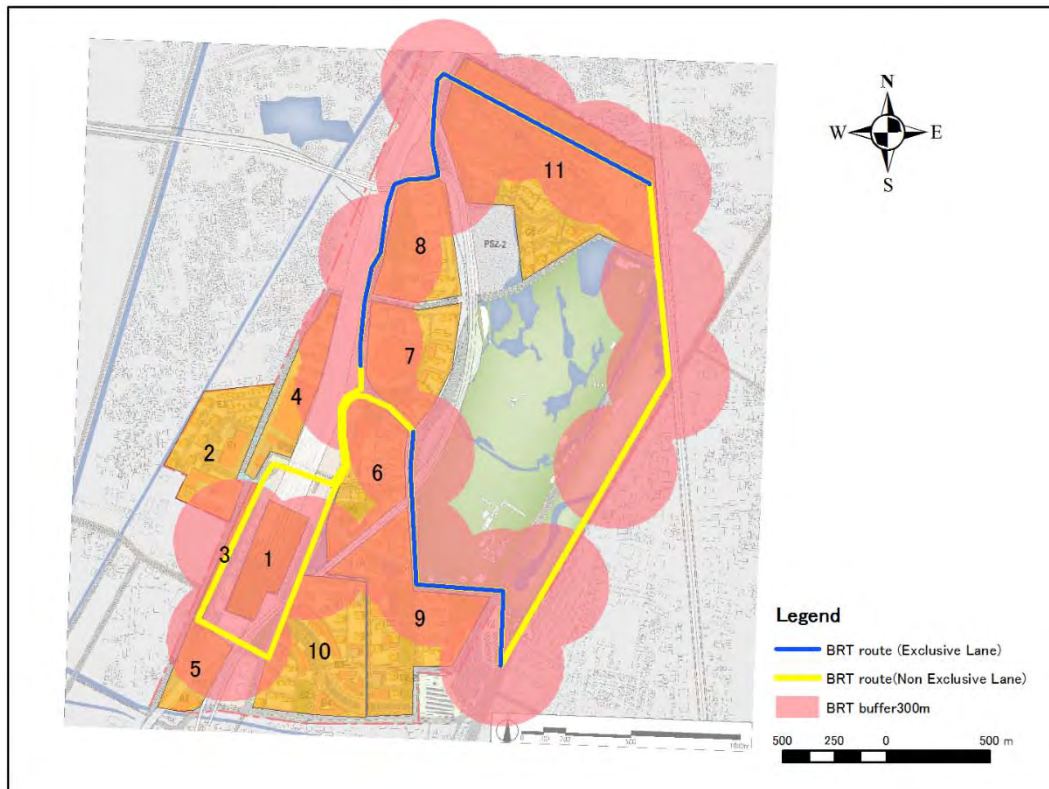 N
W E
S
11
8
PSZ-2
7
4
2
6
3
1
9
10
5
Legend
BRT route (Exclusive Lane)
BRT route(Non Exclusive Lane)
BRT buffer300m
500 250 0 500 m